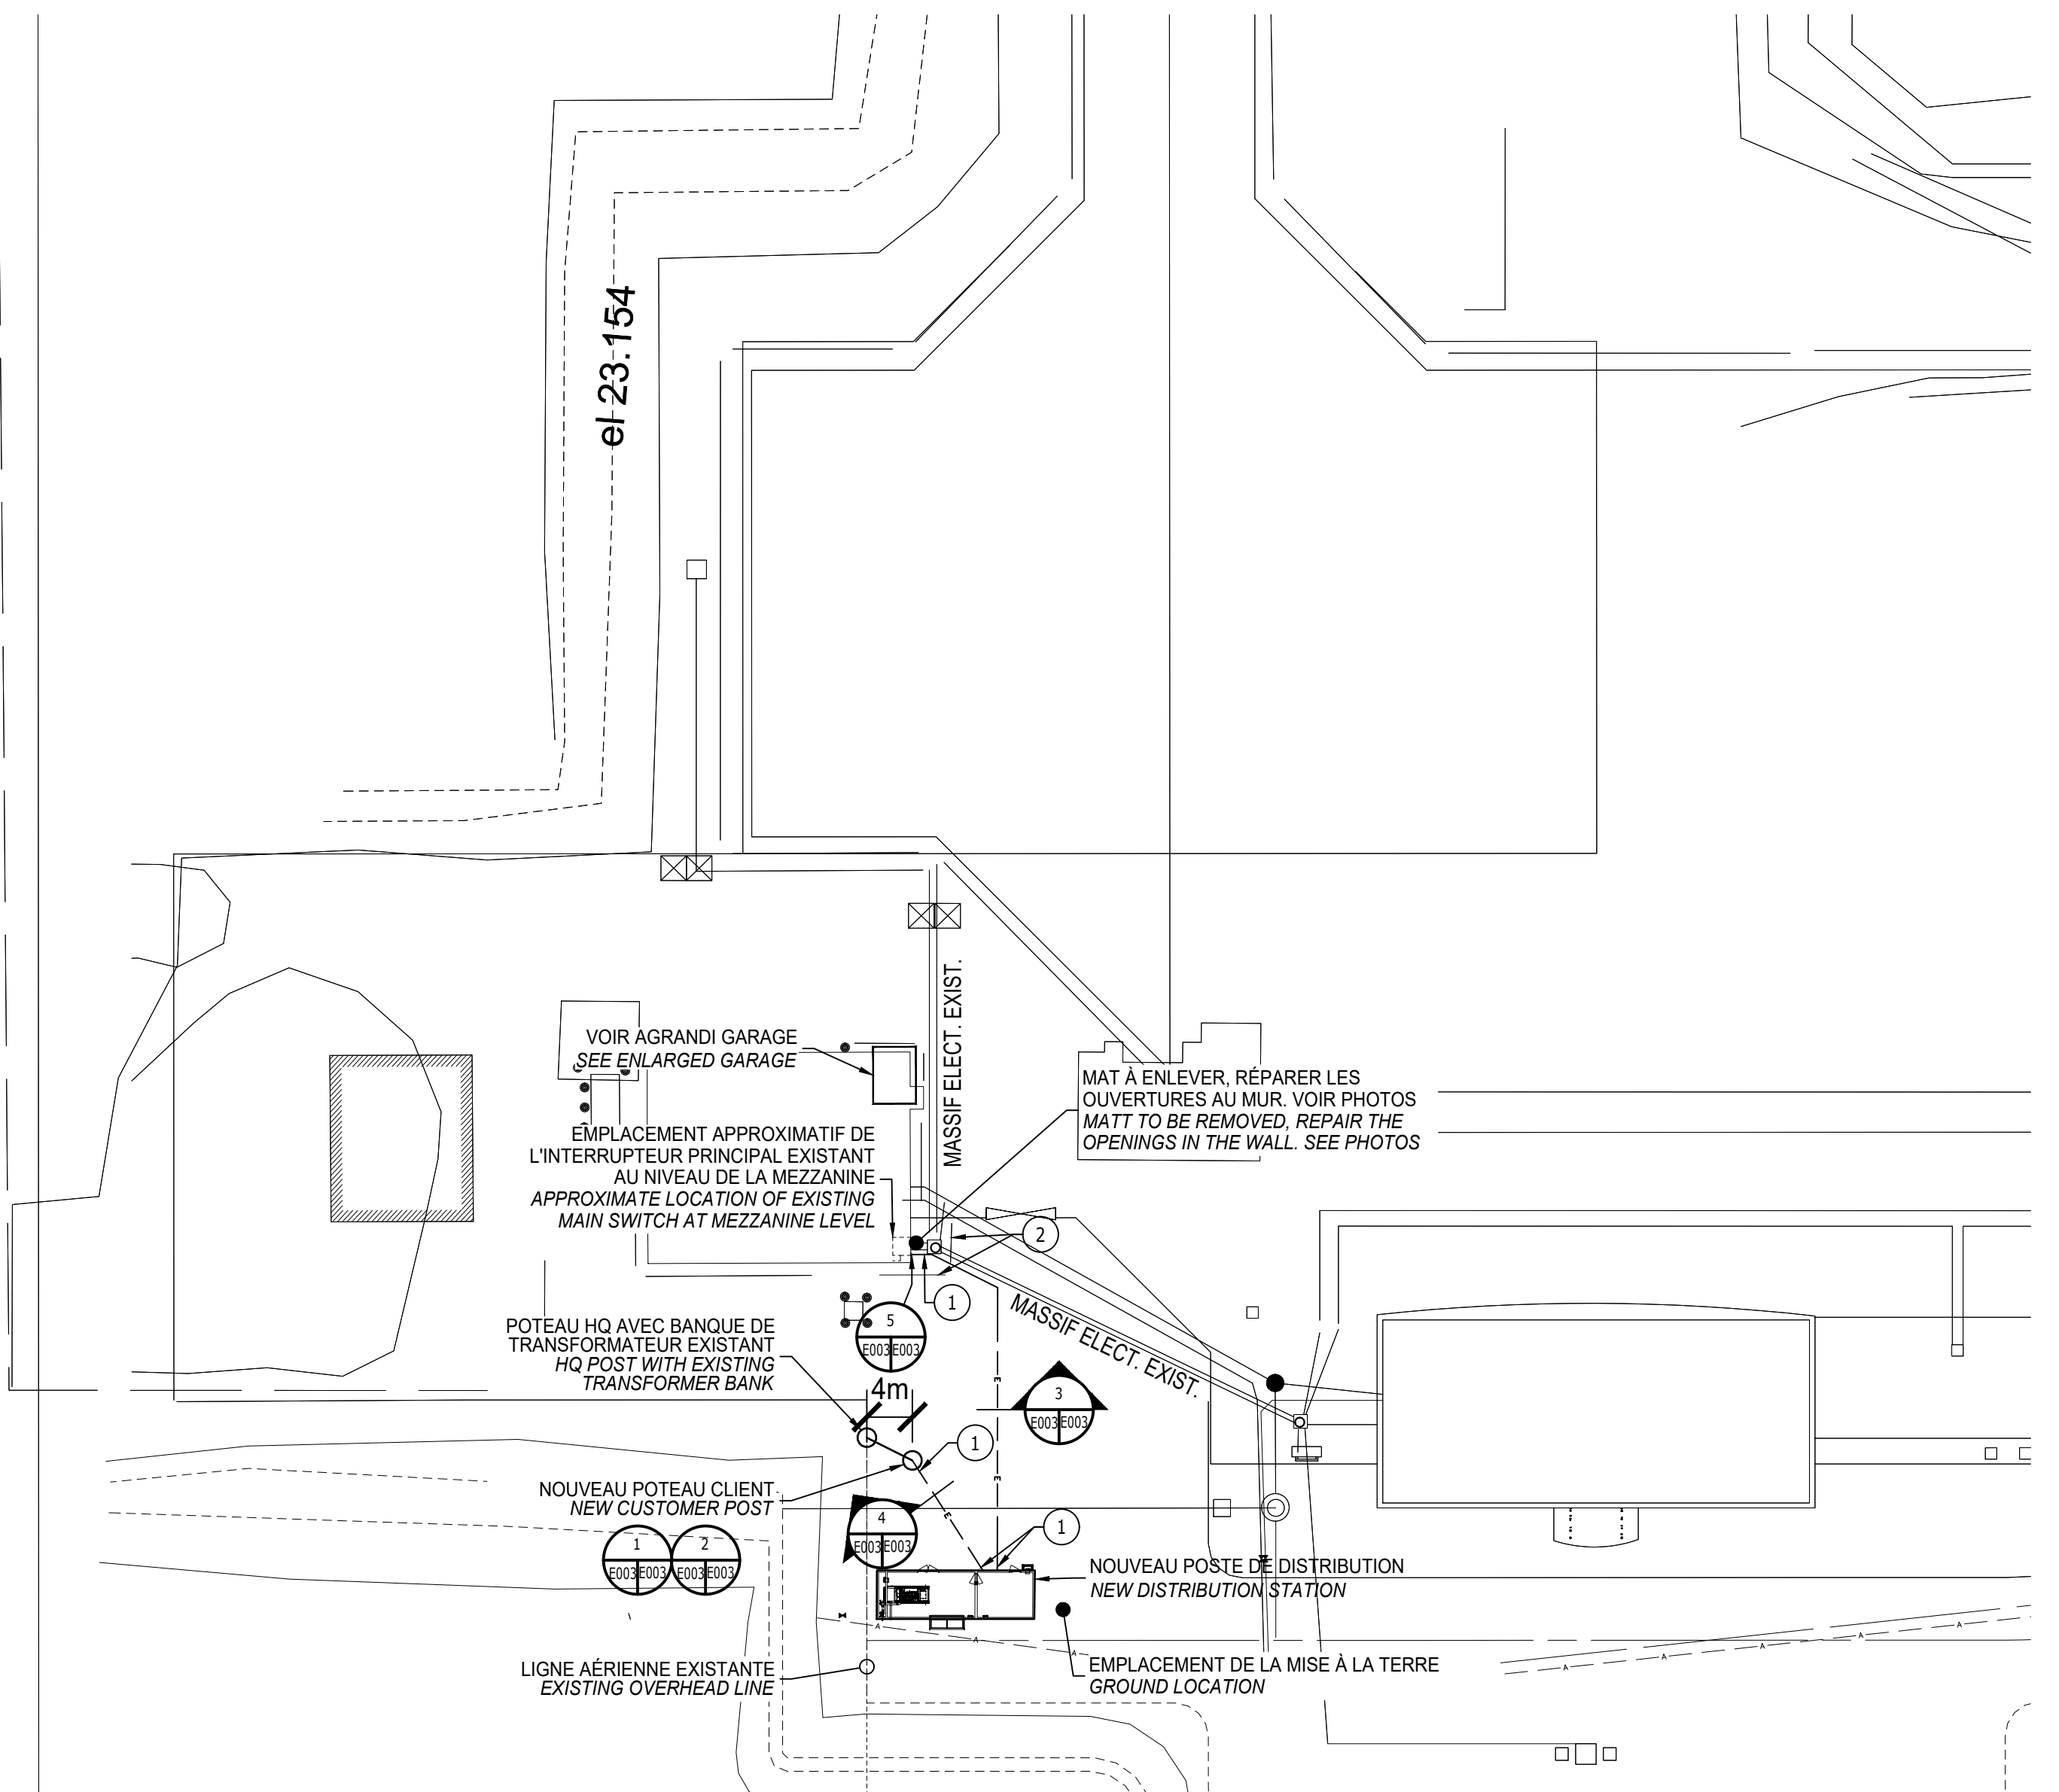 el 23.154
MASSIF ELECT. EXIST.
VOIR AGRANDI GARAGE
SEE ENLARGED GARAGE
MAT À ENLEVER, RÉPARER LES
OUVERTURES AU MUR. VOIR PHOTOS
MATT TO BE REMOVED, REPAIR THE
OPENINGS IN THE WALL. SEE PHOTOS
EMPLACEMENT APPROXIMATIF DE
L'INTERRUPTEUR PRINCIPAL EXISTANT
AU NIVEAU DE LA MEZZANINE
APPROXIMATE LOCATION OF EXISTING
MAIN SWITCH AT MEZZANINE LEVEL
2
1
MASSIF ELECT. EXIST.
5
E003 E003
POTEAU HQ AVEC BANQUE DE
TRANSFORMATEUR EXISTANT
HQ POST WITH EXISTING
TRANSFORMER BANK
4m
E
3
E003 E003
1
E
NOUVEAU POTEAU CLIENT
NEW CUSTOMER POST
4
E003 E003
E
1
1
E003 E003
2
E003 E003
NOUVEAU POSTE DE DISTRIBUTION
NEW DISTRIBUTION STATION
A
A
A
A
A
A
A
A
LIGNE AÉRIENNE EXISTANTE
EXISTING OVERHEAD LINE
EMPLACEMENT DE LA MISE À LA TERRE
GROUND LOCATION